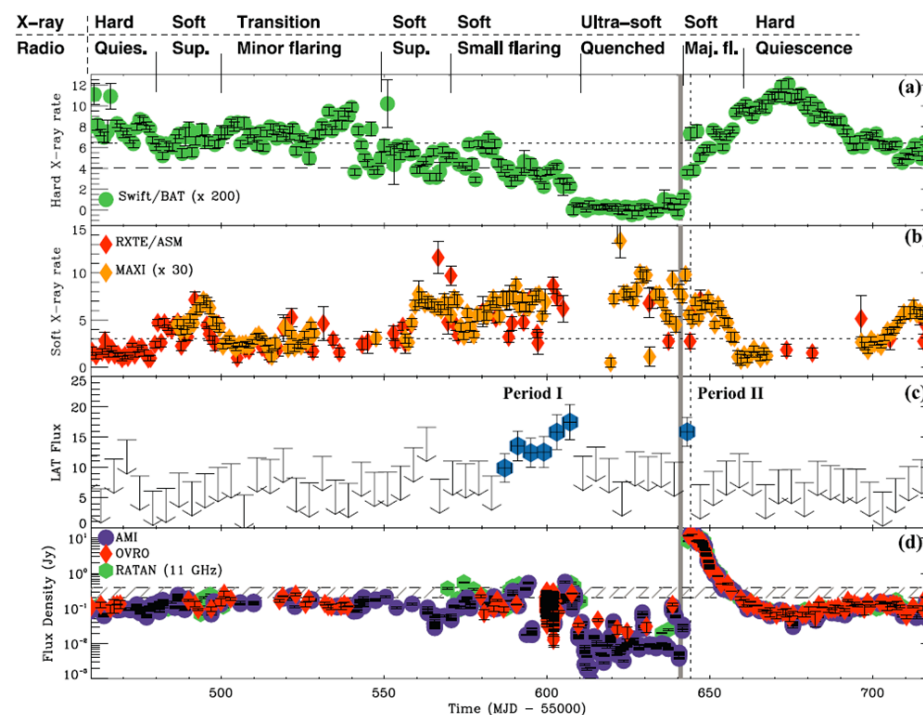 X-ray Hard Soft Transition Soft Soft Ultra-soft Soft Hard
Radio Quies. Sup. Minor flaring Sup. Small flaring Quenched Maj. fl. Quiescence
Hard X-ray rate
12
10
8
6
4
2
0
(a)
Swift/BAT (x 200)
Soft X-ray rate
15
10
5
0
(b)
RXTE/ASM
MAXI (x 30)
LAT Flux
25
20
15
10
5
0
Period I
Period II
(c)
Flux Density (Jy)
10¹
10⁰
10⁻¹
10⁻²
10⁻³
(d)
AMI
OVRO
RATAN (11 GHz)
500 550 600 650 700
Time (MJD − 55000)